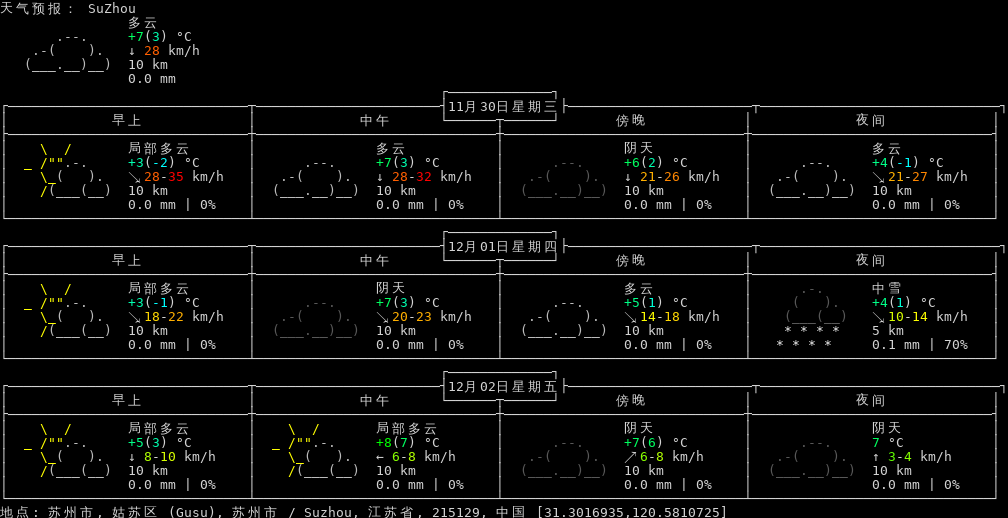 天气预报： SuZhou
多云
+7(3) °C
↓ 28 km/h
10 km
0.0 mm
11月30日星期三
早上 中午 傍晚 夜间
局部多云 多云 阴天 多云
+3(-2) °C +7(3) °C +6(2) °C +4(-1) °C
↘ 28-35 km/h ↓ 28-32 km/h ↓ 21-26 km/h ↘ 21-27 km/h
10 km 10 km 10 km 10 km
0.0 mm | 0% 0.0 mm | 0% 0.0 mm | 0% 0.0 mm | 0%
12月01日星期四
早上 中午 傍晚 夜间
局部多云 阴天 多云 中雪
+3(-1) °C +7(3) °C +5(1) °C +4(1) °C
↘ 18-22 km/h ↘ 20-23 km/h ↘ 14-18 km/h ↘ 10-14 km/h
10 km 10 km 10 km 5 km
0.0 mm | 0% 0.0 mm | 0% 0.0 mm | 0% 0.1 mm | 70%
12月02日星期五
早上 中午 傍晚 夜间
局部多云 局部多云 阴天 阴天
+5(3) °C +8(7) °C +7(6) °C 7 °C
↓ 8-10 km/h ← 6-8 km/h ↗ 6-8 km/h ↑ 3-4 km/h
10 km 10 km 10 km 10 km
0.0 mm | 0% 0.0 mm | 0% 0.0 mm | 0% 0.0 mm | 0%
地点: 苏州市, 姑苏区 (Gusu), 苏州市 / Suzhou, 江苏省, 215129, 中国 [31.3016935,120.5810725]